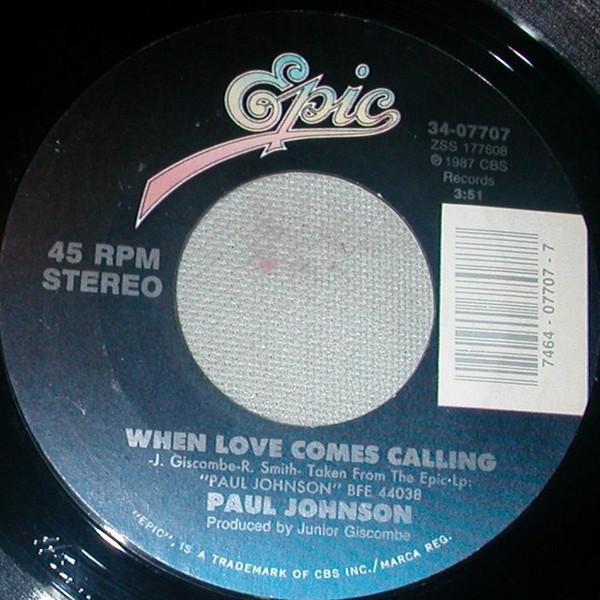 Epic
34-07707
ZSS 177608
℗ 1987 CBS
Records
3:51
45 RPM
STEREO
7464 - 07707 - 7
WHEN LOVE COMES CALLING
-J. Giscombe-R. Smith- Taken From The Epic•Lp:
"PAUL JOHNSON" BFE 44038
PAUL JOHNSON
Produced by Junior Giscombe
"EPIC", IS A TRADEMARK OF CBS INC./MARCA REG.